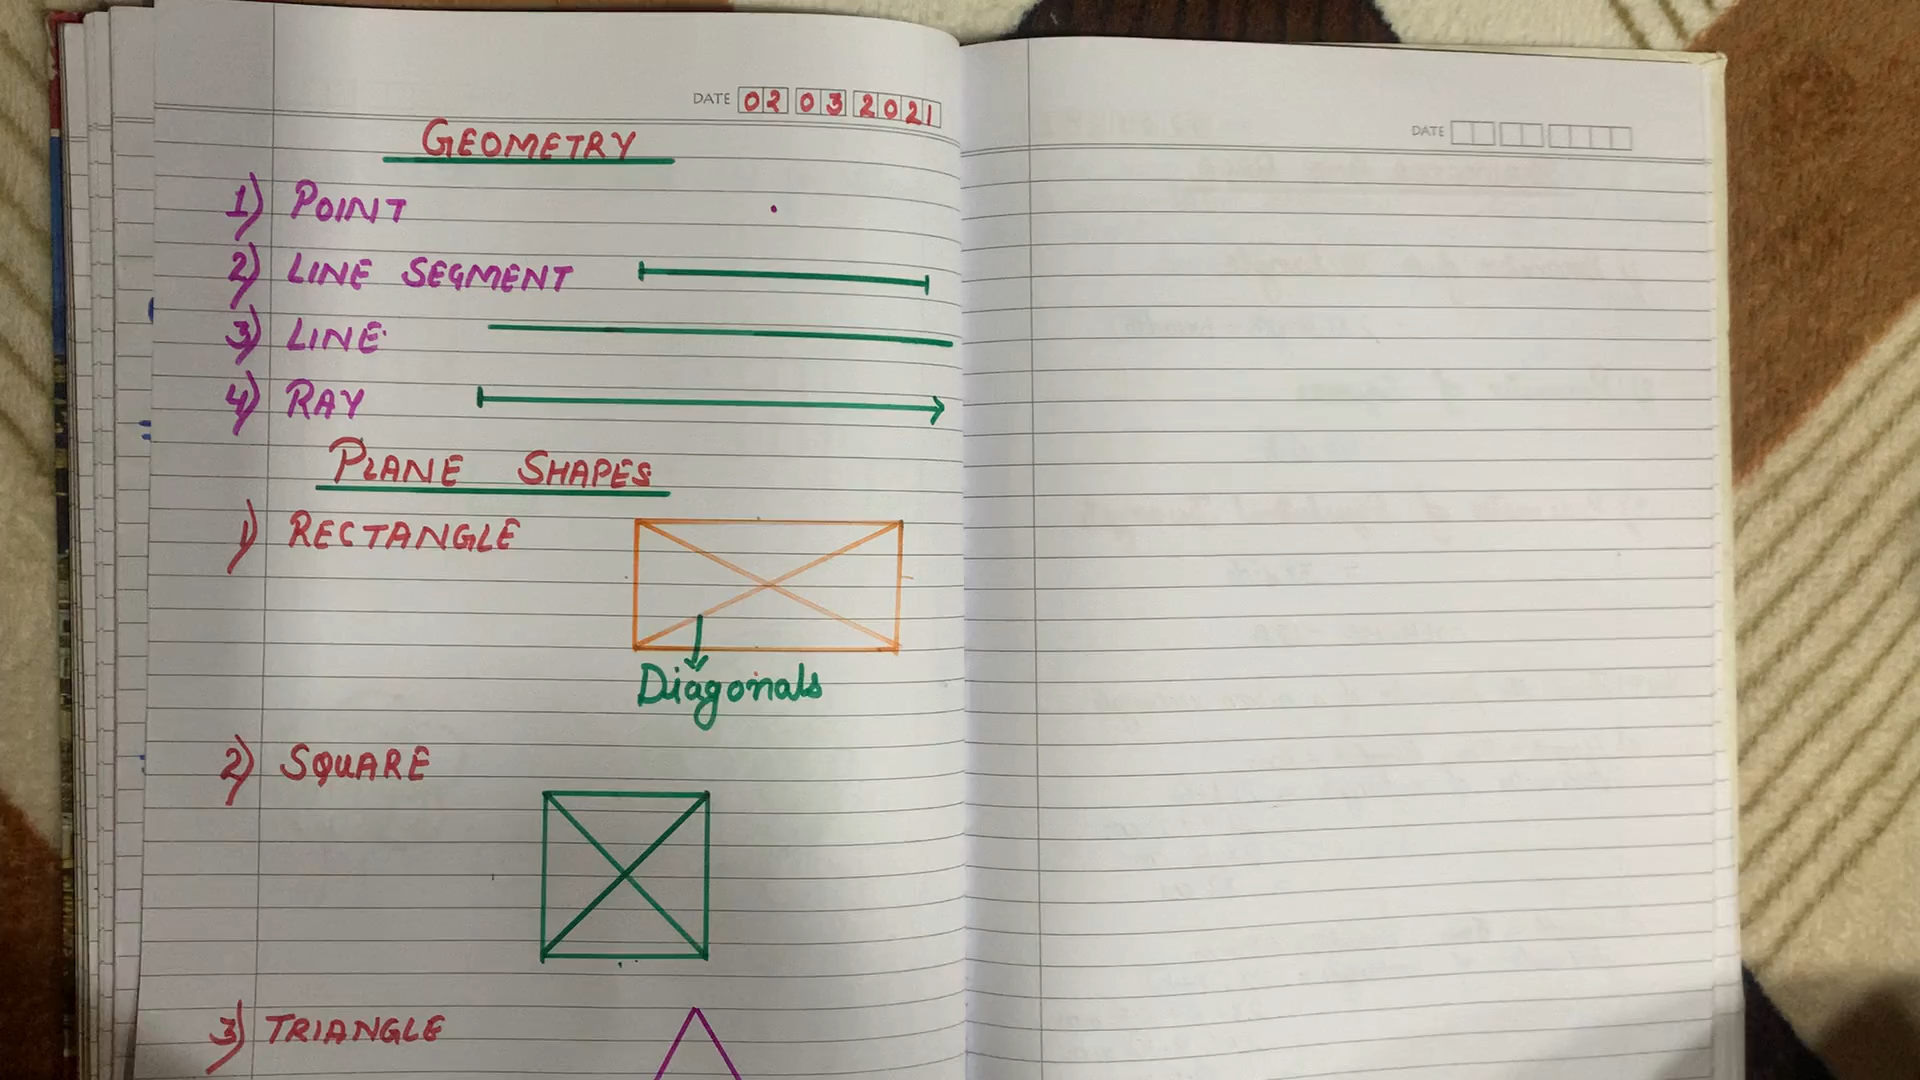 DATE 02 03 2021
GEOMETRY
1) POINT
2) LINE SEGMENT
3) LINE
4) RAY
PLANE SHAPES
1) RECTANGLE
Diagonals
2) SQUARE
3) TRIANGLE
DATE